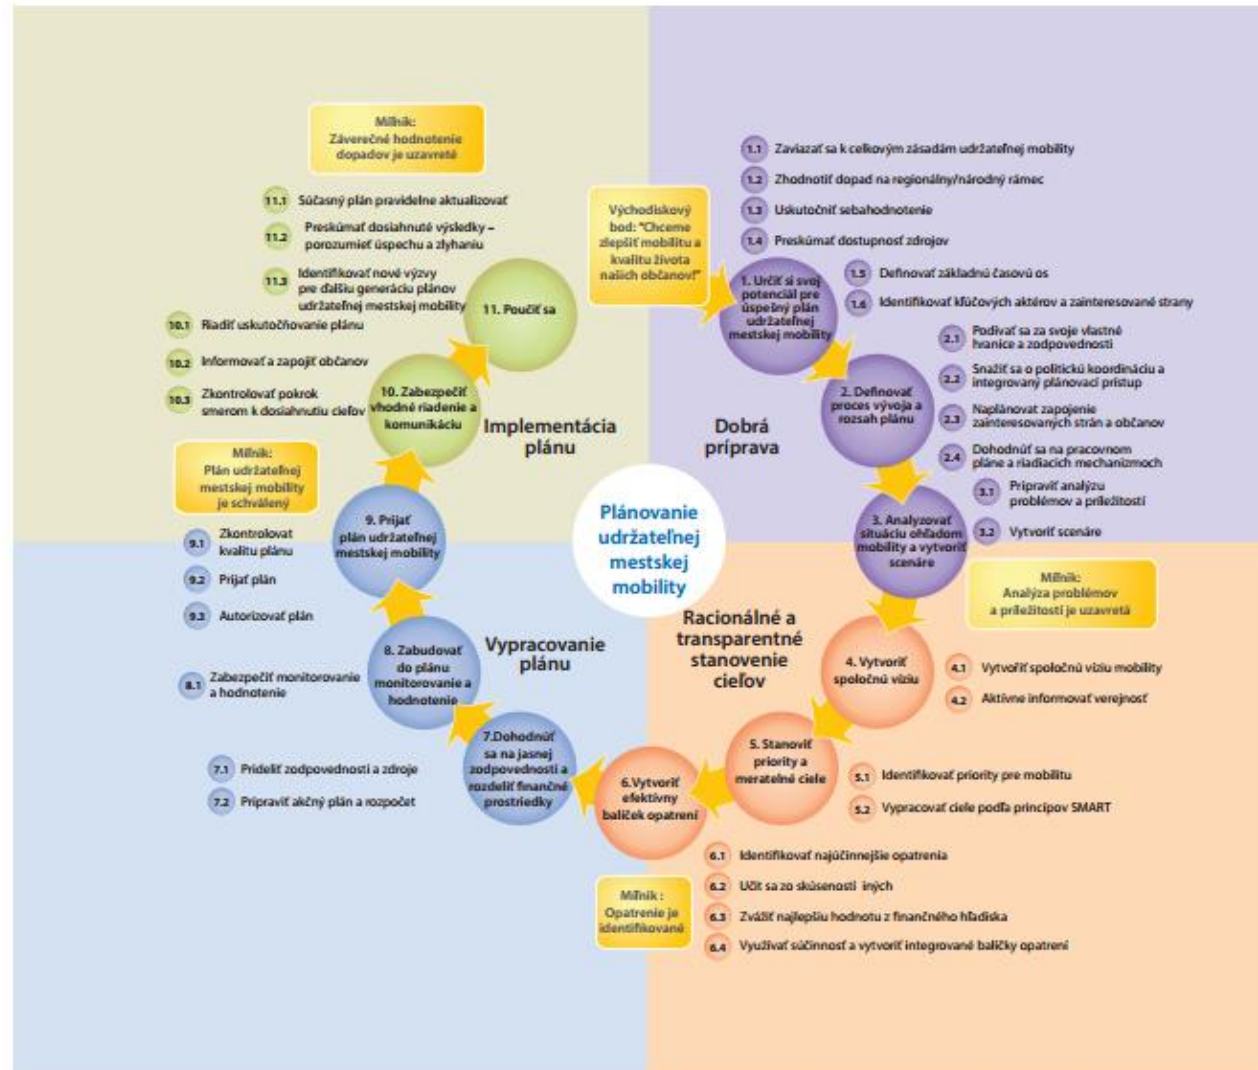 Východiskový
bod: "Chceme
zlepšiť mobilitu a
kvalitu života
našich občanov!"
1. Určiť si svoj
potenciál pre
úspešný plán
udržateľnej
mestskej mobility
1.1 Zaviazať sa k celkovým zásadám udržateľnej mobility
1.2 Zhodnotiť dopad na regionálny/národný rámec
1.3 Uskutočniť sebahodnotenie
1.4 Preskúmať dostupnosť zdrojov
1.5 Definovať základnú časovú os
1.6 Identifikovať kľúčových aktérov a zainteresované strany
2. Definovať
proces vývoja a
rozsah plánu
2.1 Podívať sa za svoje vlastné
hranice a zodpovednosti
2.2 Snažiť sa o politickú koordináciu a
integrovaný plánovací prístup
2.3 Naplánovať zapojenie
zainteresovaných strán a občanov
2.4 Dohodnúť sa na pracovnom
pláne a riadiacich mechanizmoch
Dobrá
príprava
3. Analyzovať
situáciu ohľadom
mobility a vytvoriť
scenáre
3.1 Pripraviť analýzu
problémov a príležitostí
3.2 Vytvoriť scenáre
Míľnik:
Analýza problémov
a príležitostí je uzavretá
Plánovanie
udržateľnej
mestskej
mobility
Racionálné a
transparentné
stanovenie
cieľov
4. Vytvoriť
spoločnú víziu
4.1 Vytvořiť spoločnú víziu mobility
4.2 Aktívne informovať verejnosť
5. Stanoviť
priority a
merateľné ciele
5.1 Identifikovať priority pre mobilitu
5.2 Vypracovať ciele podľa princípov SMART
6.Vytvoriť
efektívny
balíček opatrení
6.1 Identifikovať najúčinnejšie opatrenia
6.2 Učiť sa zo skúseností iných
6.3 Zvážiť najlepšiu hodnotu z finančného hľadiska
6.4 Využívať súčinnosť a vytvoriť integrované balíčky opatrení
Míľnik :
Opatrenie je
identifikované
Vypracovanie
plánu
7.Dohodnúť
sa na jasnej
zodpovednosti a
rozdeliť finančné
prostriedky
7.1 Prideliť zodpovednosti a zdroje
7.2 Pripraviť akčný plán a rozpočet
8. Zabudovať
do plánu
monitorovanie a
hodnotenie
8.1 Zabezpečiť monitorovanie
a hodnotenie
9. Prijať
plán udržateľnej
mestskej mobility
9.1 Zkontrolovat
kvalitu plánu
9.2 Prijať plán
9.3 Autorizovať plán
Míľnik:
Plán udržateľnej
mestskej mobility
je schválený
Implementácia
plánu
10. Zabezpečiť
vhodné riadenie a
komunikáciu
10.1 Riadiť uskutočňovanie plánu
10.2 Informovať a zapojiť občanov
10.3 Zkontrolovať pokrok
smerom k dosiahnutiu cieľov
11. Poučiť sa
11.1 Súčasný plán pravidelne aktualizovať
11.2 Preskúmať dosiahnuté výsledky –
porozumieť úspechu a zlyhaniu
11.3 Identifikovať nové výzvy
pre ďalšiu generáciu plánov
udržateľnej mestskej mobility
Míľnik:
Záverečné hodnotenie
dopadov je uzavreté